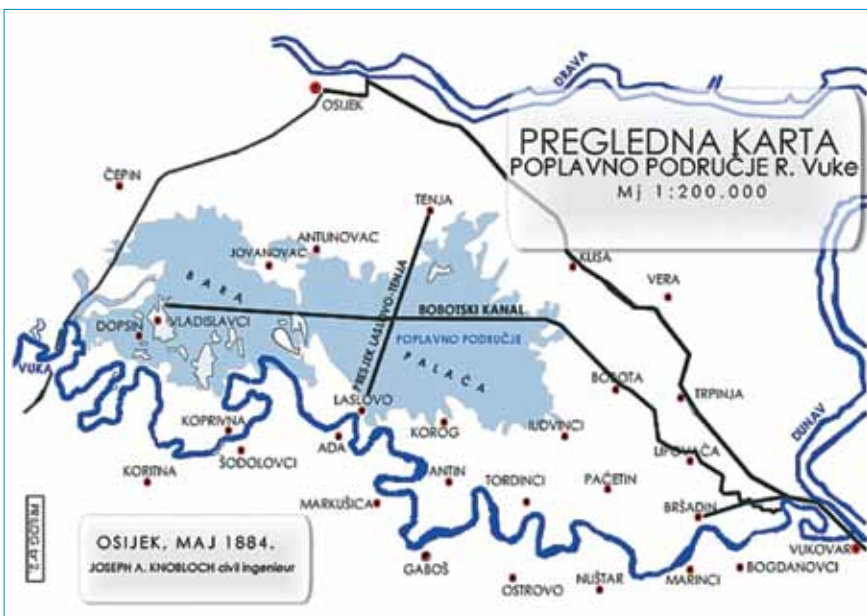 DRAVA
OSIJEK
PREGLEDNA KARTA
POPLAVNO PODRUČJE R. Vuke
Mj 1:200.000
ČEPIN
TENJA
ANTUNOVAC
JOVANOVAC
KLISA
VERA
BARA
PRESJEK LASLOVO-TENJA
BOBOTSKI KANAL
VLADISLAVCI
DOPSIN
POPLAVNO PODRUČJE
PALAČA
VUKA
BOBOTA
TRPINJA
DUNAV
LASLOVO
KOPRIVNA
KOROG
ADA
ŠODOLOVCI
LIPOVAČA
KORITNA
ANTIN
TORDINCI
PAČETIN
MARKUŠICA
BRŠADIN
PRILOG br 2.
OSIJEK, MAJ 1884.
JOSEPH A. KNOBLOCH civil ingenieur
GABOŠ
OSTROVO
NUŠTAR
MARINCI
BOGDANOVCI
VUKOVAR